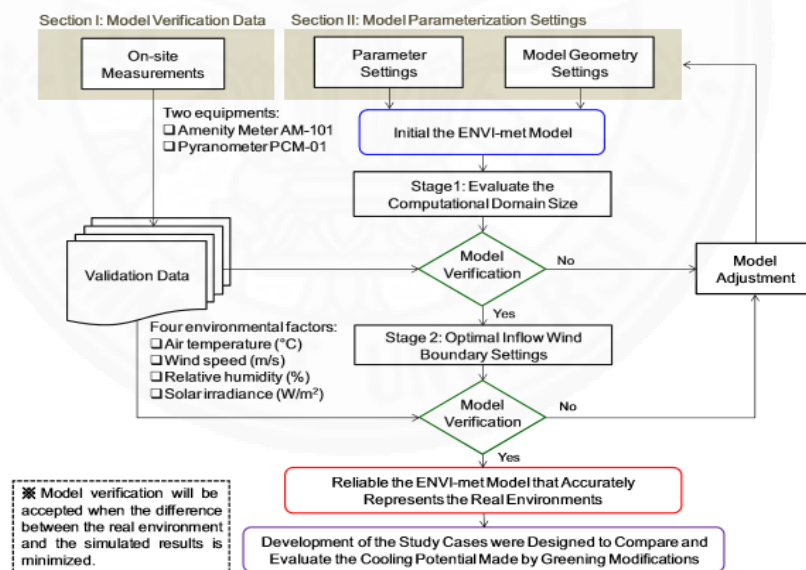 Section I: Model Verification Data
Section II: Model Parameterization Settings
On-site
Measurements
Parameter
Settings
Model Geometry
Settings
Two equipments:
❑ Amenity Meter AM-101
❑ Pyranometer PCM-01
Initial the ENVI-met Model
Stage1: Evaluate the
Computational Domain Size
Validation Data
Model
Verification
No
Model
Adjustment
Yes
Four environmental factors:
❑ Air temperature (°C)
❑ Wind speed (m/s)
❑ Relative humidity (%)
❑ Solar irradiance (W/m²)
Stage 2: Optimal Inflow Wind
Boundary Settings
Model
Verification
No
Yes
Reliable the ENVI-met Model that Accurately
Represents the Real Environments
※ Model verification will be
accepted when the difference
between the real environment
and the simulated results is
minimized.
Development of the Study Cases were Designed to Compare and
Evaluate the Cooling Potential Made by Greening Modifications